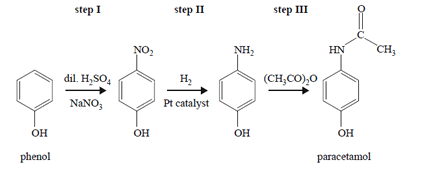 step I step II step III
O
C
NO₂ NH₂ HN CH₃
dil. H₂SO₄ H₂ (CH₃CO)₂O
NaNO₃ Pt catalyst
OH OH OH OH
phenol paracetamol